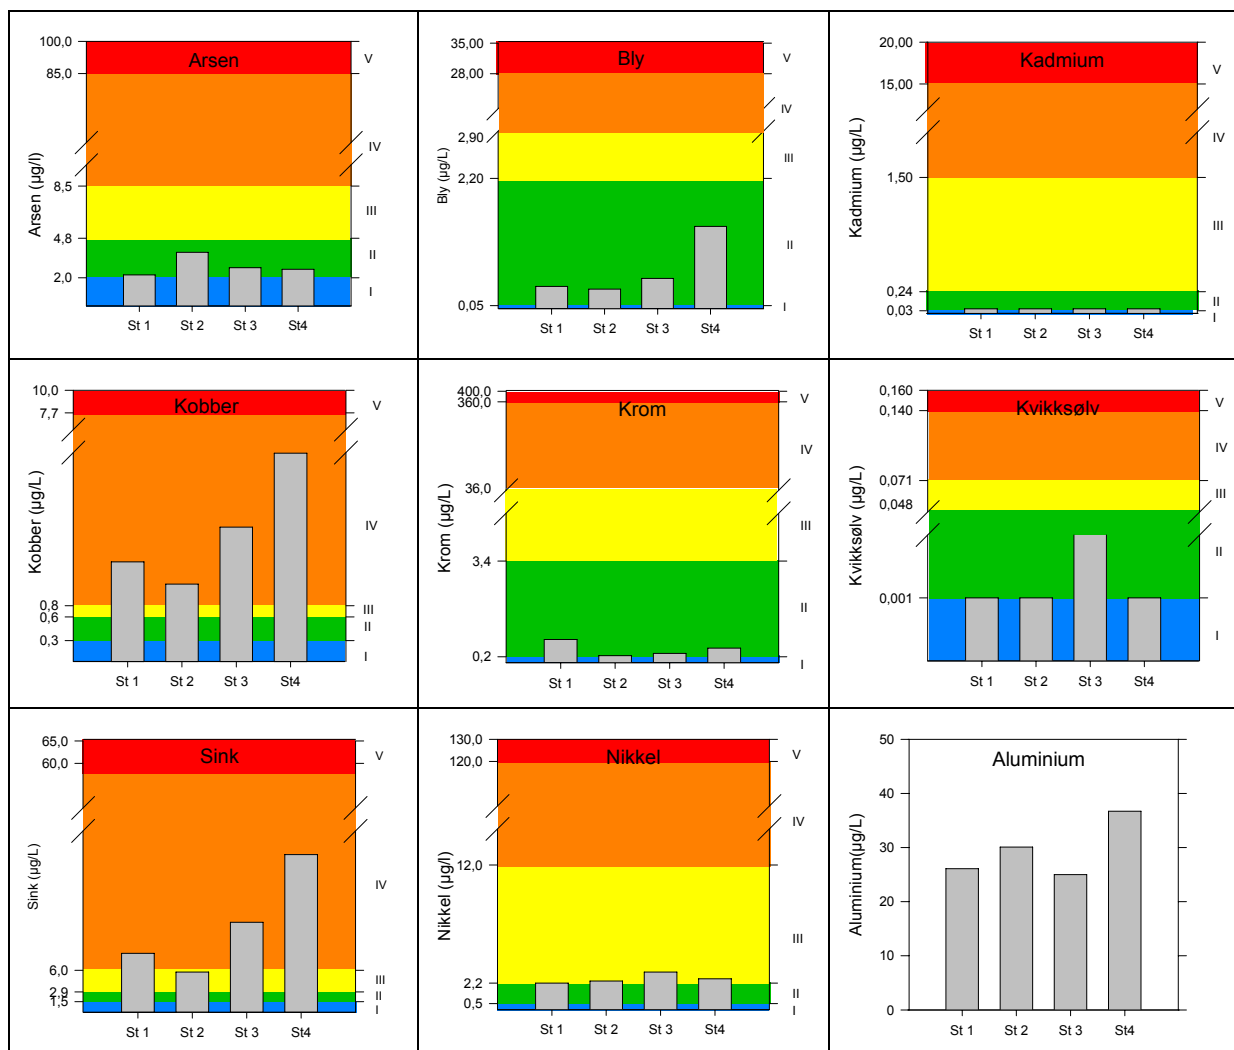 Arsen
Arsen (µg/l)
100,0
85,0
8,5
4,8
2,0
V
IV
III
II
I
St 1 St 2 St 3 St4
Bly
Bly (µg/L)
35,00
28,00
2,90
2,20
0,05
V
IV
III
II
I
St 1 St 2 St 3 St4
Kadmium
Kadmium (µg/L)
20,00
15,00
1,50
0,24
0,03
V
IV
III
II
I
St 1 St 2 St 3 St 4
Kobber
Kobber (µg/L)
10,0
7,7
0,8
0,6
0,3
V
IV
III
II
I
St 1 St 2 St 3 St4
Krom
Krom (µg/L)
400,0
360,0
36,0
3,4
0,2
V
IV
III
II
I
St 1 St 2 St 3 St4
Kvikksølv
Kvikksølv (µg/L)
0,160
0,140
0,071
0,048
0,001
V
IV
III
II
I
St 1 St 2 St 3 St 4
Sink
Sink (µg/L)
65,0
60,0
6,0
2,9
1,5
V
IV
III
II
I
St 1 St 2 St 3 St4
Nikkel
Nikkel (µg/l)
130,0
120,0
12,0
2,2
0,5
V
IV
III
II
I
St 1 St 2 St 3 St4
Aluminium
Aluminium(µg/L)
50
40
30
20
10
0
St 1 St 2 St 3 St4